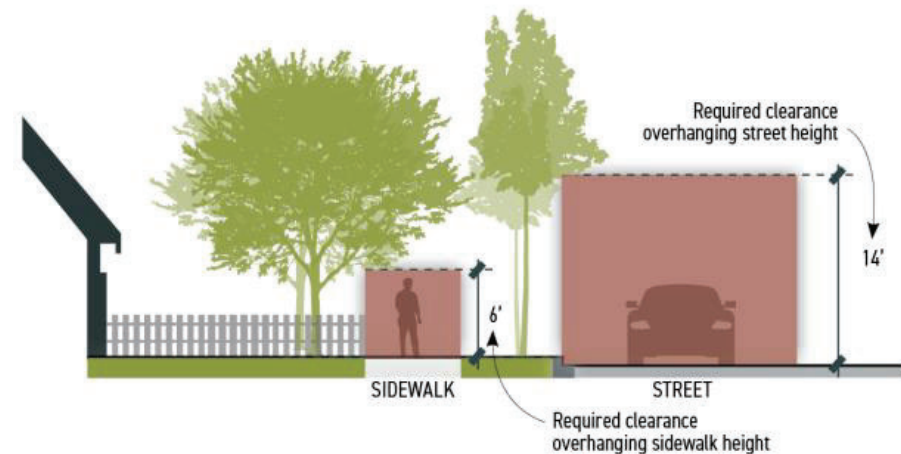 Required clearance
overhanging street height
14'
6'
SIDEWALK
STREET
Required clearance
overhanging sidewalk height